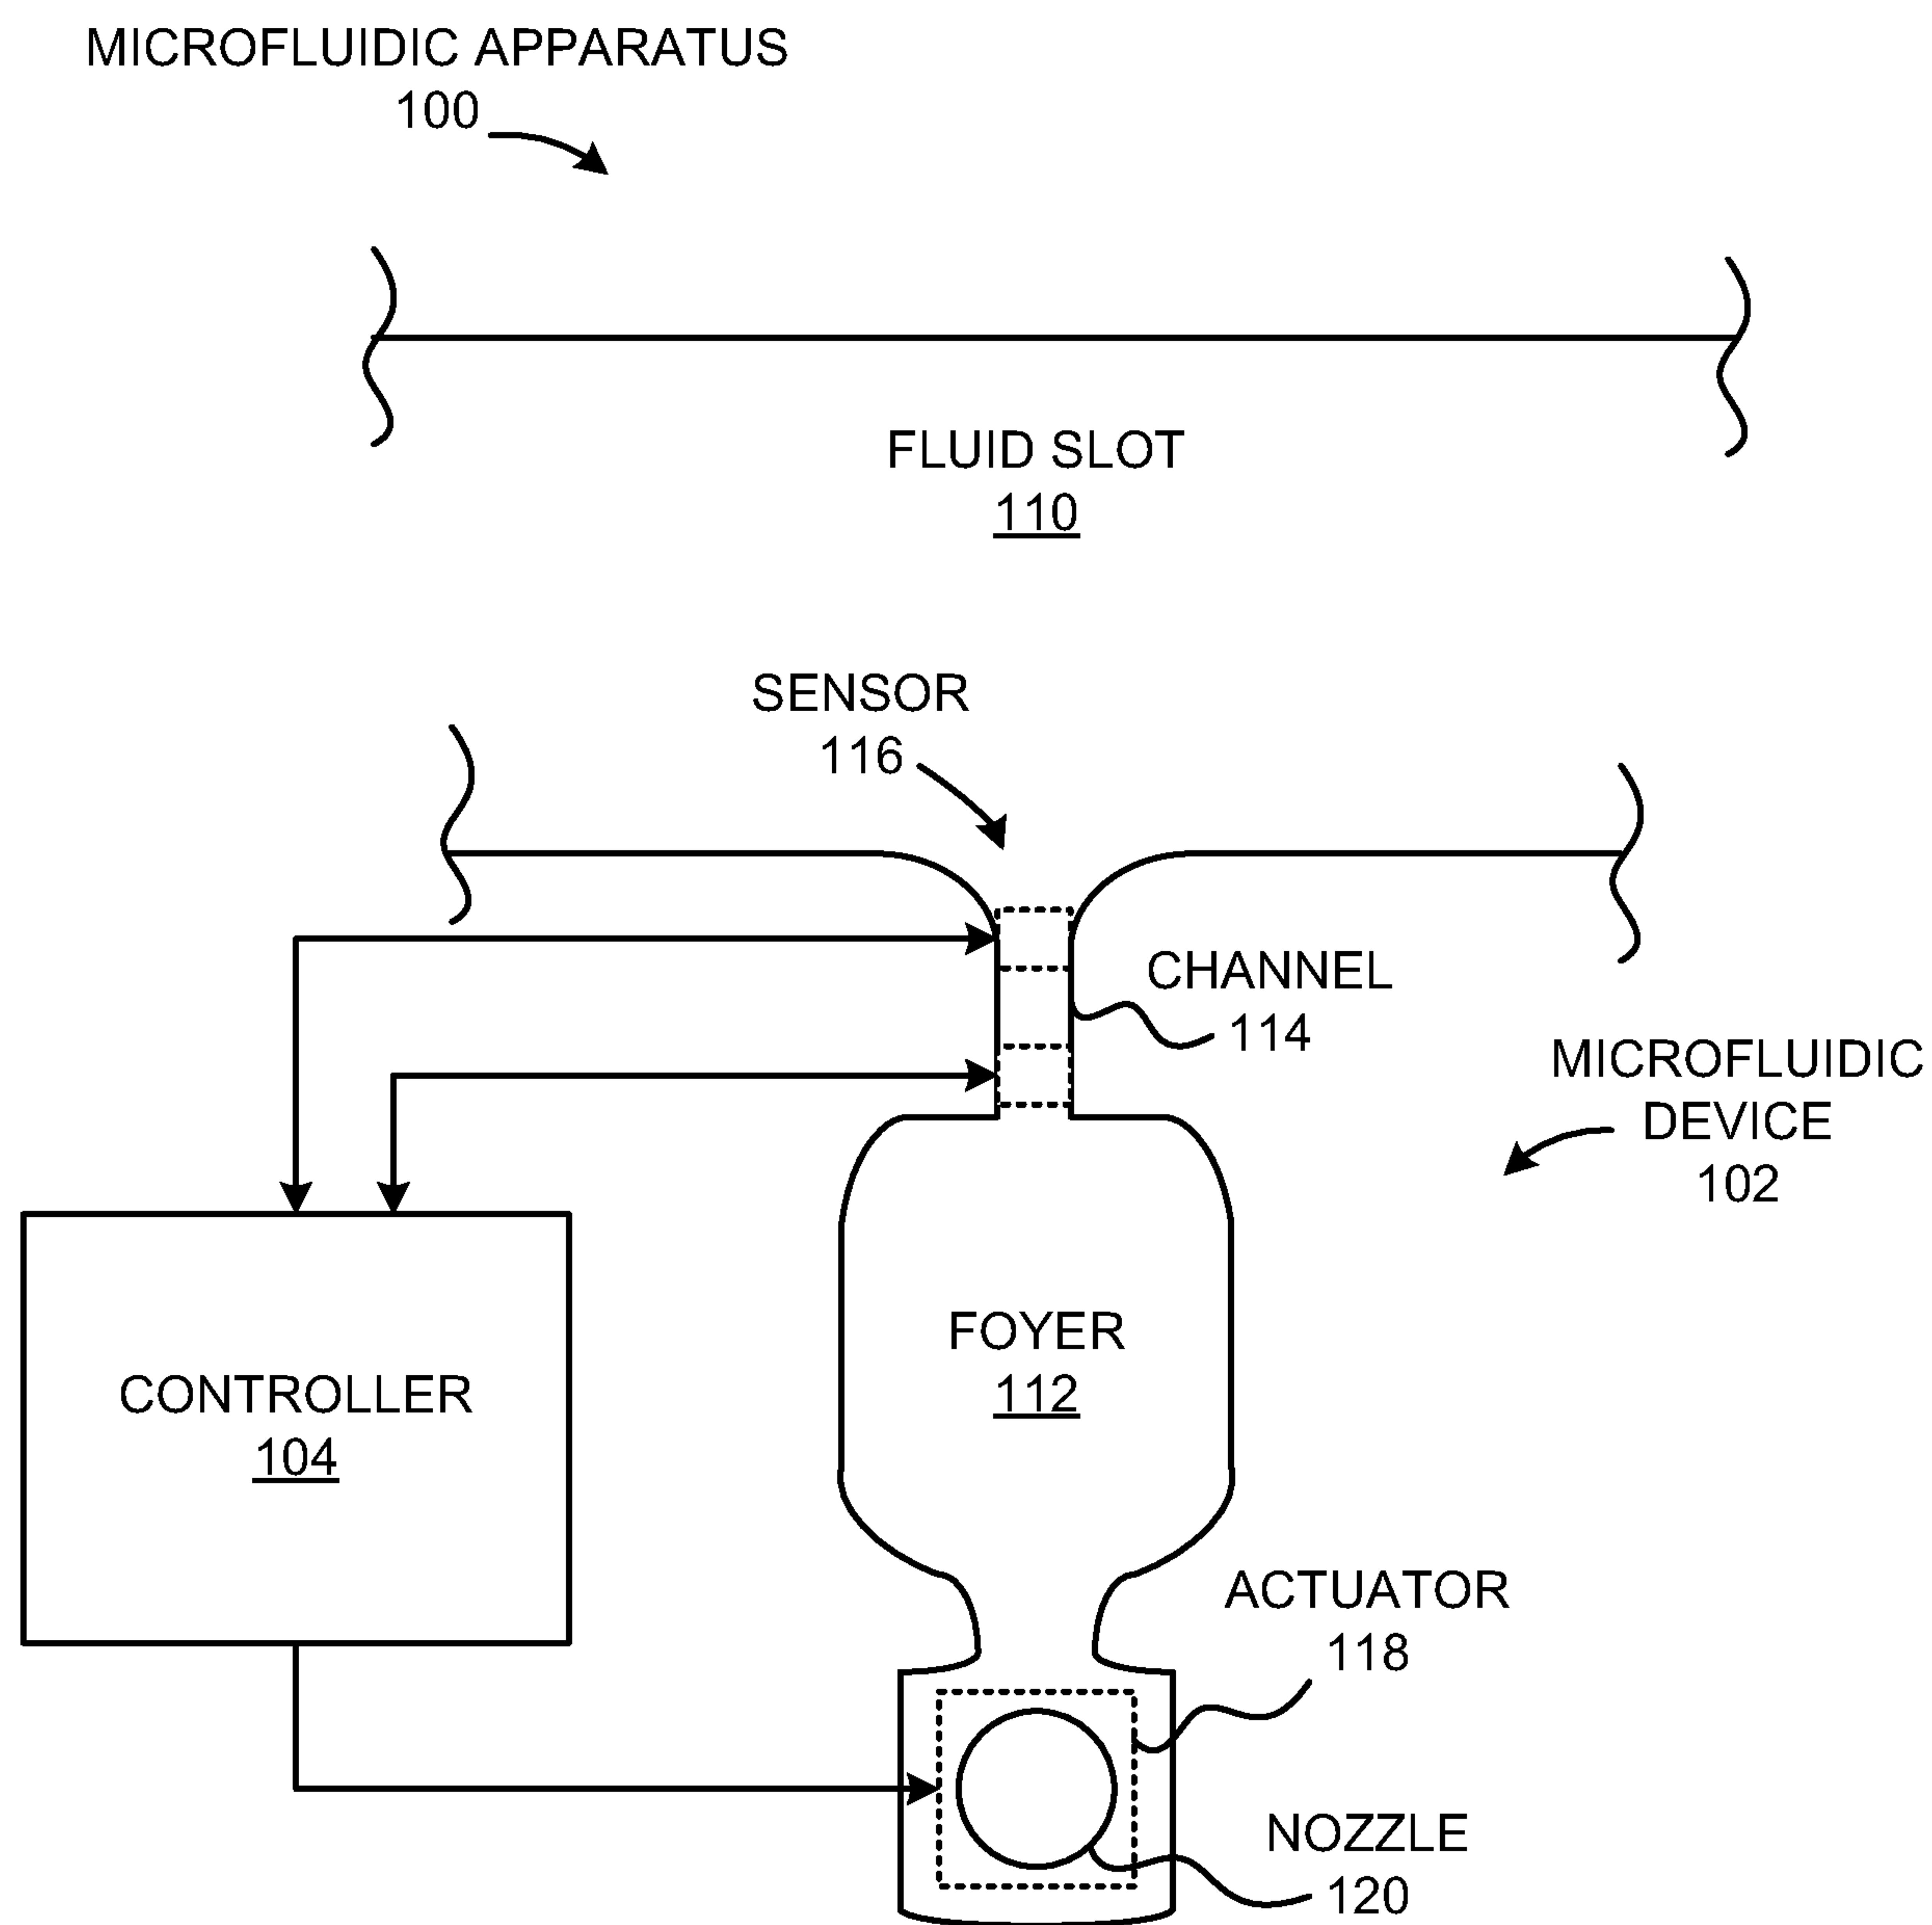 MICROFLUIDIC APPARATUS
100
FLUID SLOT
110
SENSOR
116
CHANNEL
114
MICROFLUIDIC
DEVICE
102
FOYER
112
CONTROLLER
104
ACTUATOR
118
NOZZLE
120